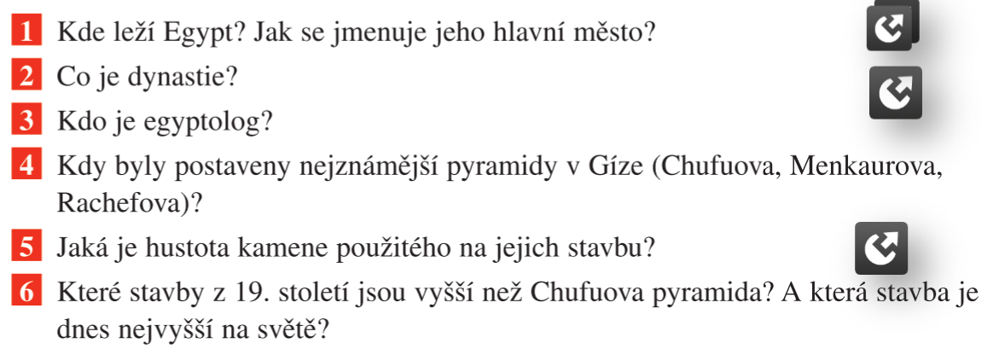 1 Kde leží Egypt? Jak se jmenuje jeho hlavní město?
2 Co je dynastie?
3 Kdo je egyptolog?
4 Kdy byly postaveny nejznámější pyramidy v Gíze (Chufuova, Menkaurova,
Rachefova)?
5 Jaká je hustota kamene použitého na jejich stavbu?
6 Které stavby z 19. století jsou vyšší než Chufuova pyramida? A která stavba je
dnes nejvyšší na světě?